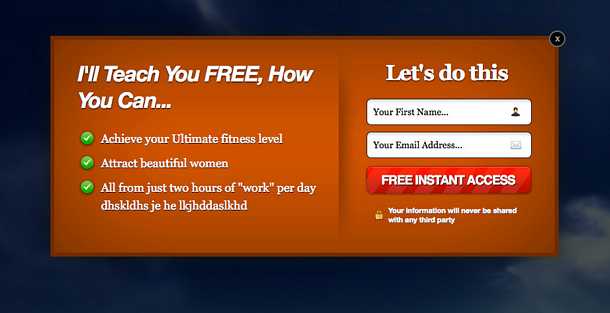 x
I'll Teach You FREE, How
You Can...
Achieve your Ultimate fitness level
Attract beautiful women
All from just two hours of "work" per day
dhskldhs je he lkjhddaslkhd
Let's do this
Your First Name...
Your Email Address...
FREE INSTANT ACCESS
Your information will never be shared
with any third party